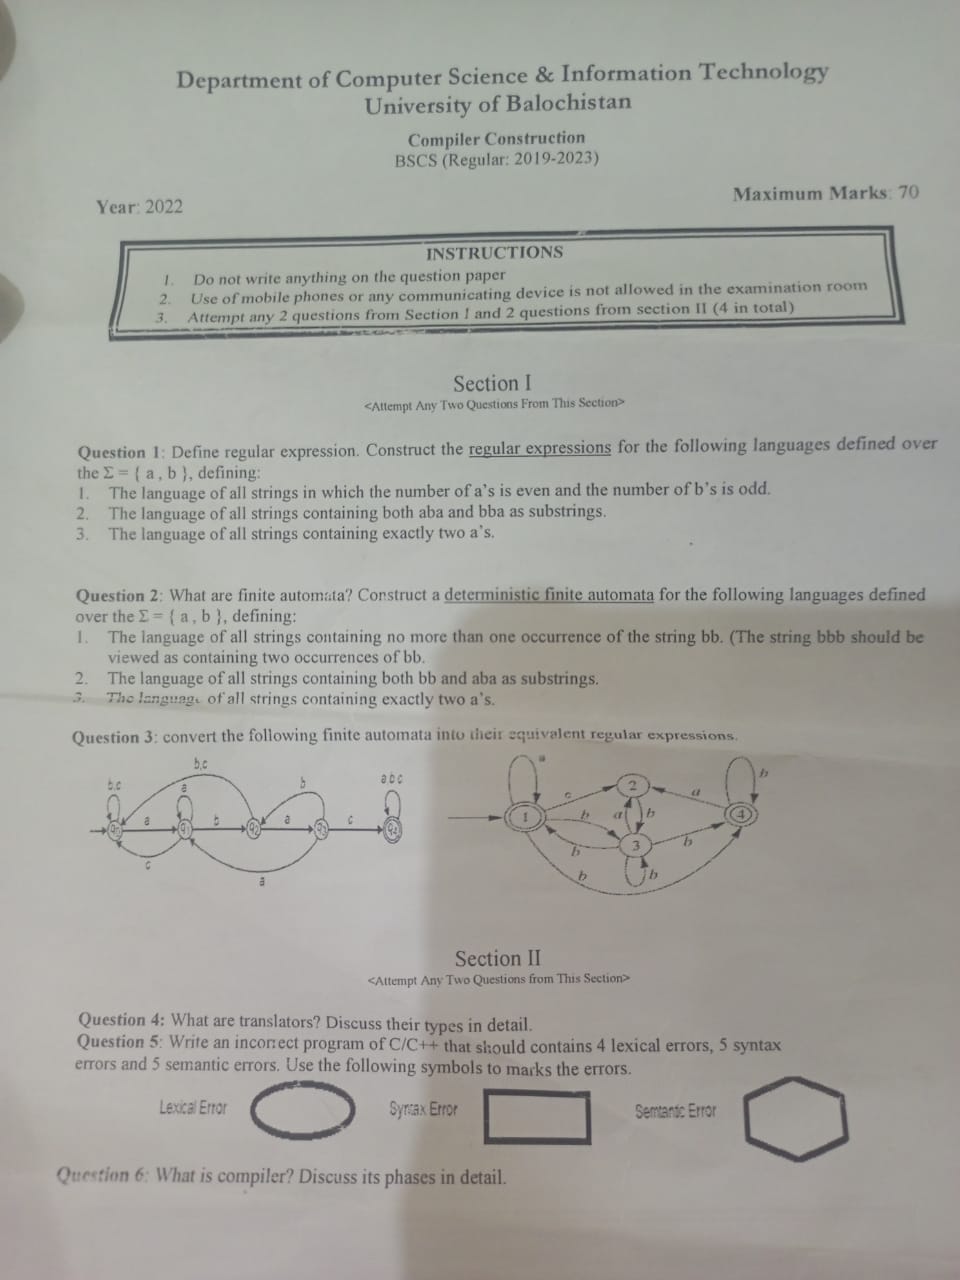 Department of Computer Science & Information Technology
University of Balochistan
Compiler Construction
BSCS (Regular: 2019-2023)
Year: 2022
Maximum Marks: 70
INSTRUCTIONS
1. Do not write anything on the question paper
2. Use of mobile phones or any communicating device is not allowed in the examination room
3. Attempt any 2 questions from Section I and 2 questions from section II (4 in total)
Section I
<Attempt Any Two Questions From This Section>
Question 1: Define regular expression. Construct the regular expressions for the following languages defined over
the Σ = { a , b }, defining:
1. The language of all strings in which the number of a's is even and the number of b's is odd.
2. The language of all strings containing both aba and bba as substrings.
3. The language of all strings containing exactly two a's.
Question 2: What are finite automata? Construct a deterministic finite automata for the following languages defined
over the Σ = { a , b }, defining:
1. The language of all strings containing no more than one occurrence of the string bb. (The string bbb should be
viewed as containing two occurrences of bb.
2. The language of all strings containing both bb and aba as substrings.
3. The language of all strings containing exactly two a's.
Question 3: convert the following finite automata into their equivalent regular expressions.
b,c
b,c a b a b c
a b a c
q0 q1 q2 q3 q4
c
a
a
c a b
1 2 3 4
b a b
b b
b b
Section II
<Attempt Any Two Questions from This Section>
Question 4: What are translators? Discuss their types in detail.
Question 5: Write an incorrect program of C/C++ that should contains 4 lexical errors, 5 syntax
errors and 5 semantic errors. Use the following symbols to marks the errors.
Lexical Error Syntax Error Semtantic Error
Question 6: What is compiler? Discuss its phases in detail.